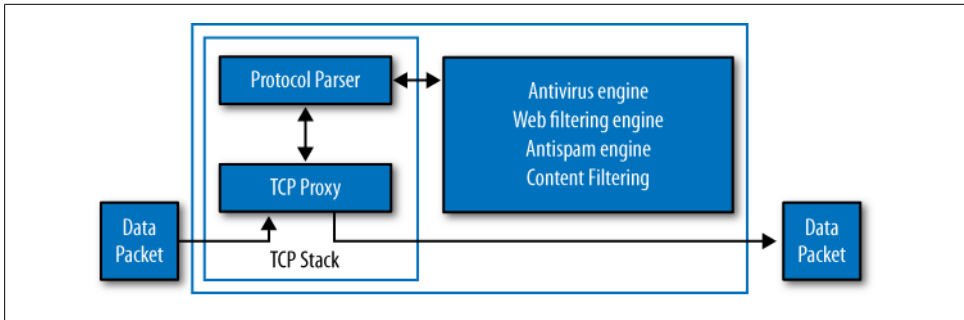 Protocol Parser
Antivirus engine
Web filtering engine
Antispam engine
Content Filtering
TCP Proxy
Data
Packet
TCP Stack
Data
Packet